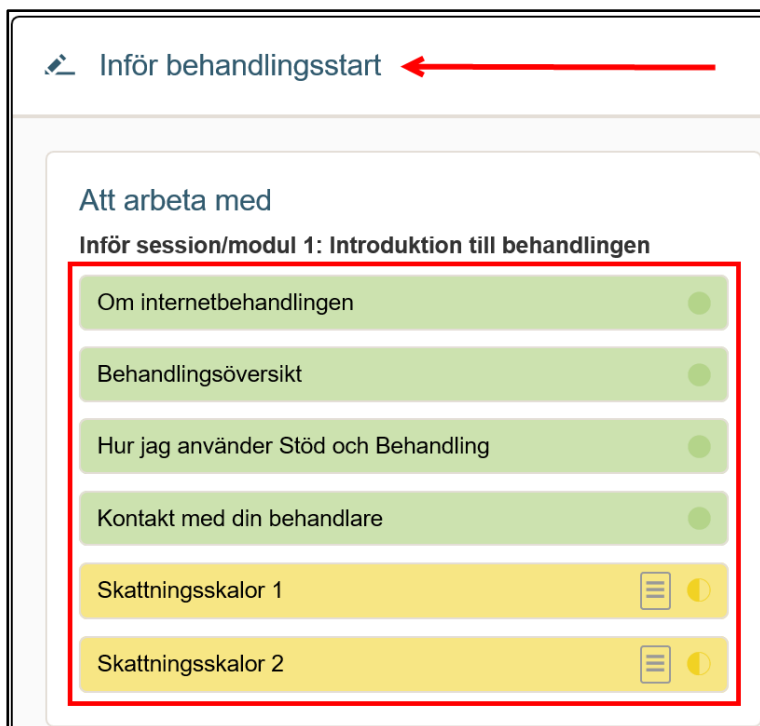 Inför behandlingsstart
Att arbeta med
Inför session/modul 1: Introduktion till behandlingen
Om internetbehandlingen
Behandlingsöversikt
Hur jag använder Stöd och Behandling
Kontakt med din behandlare
Skattningsskalor 1
Skattningsskalor 2